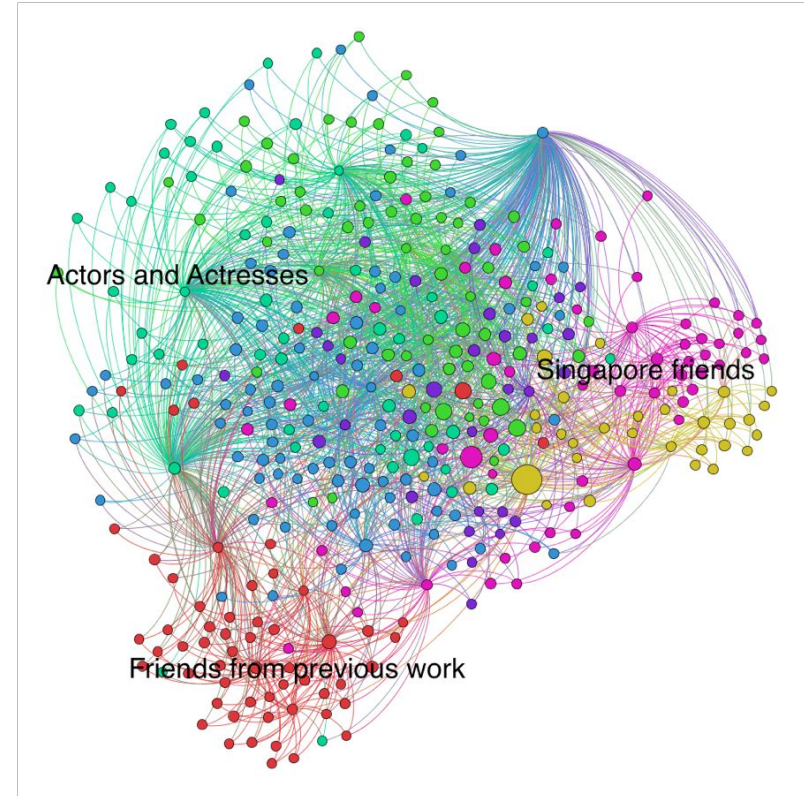 Actors and Actresses
Singapore friends
Friends from previous work